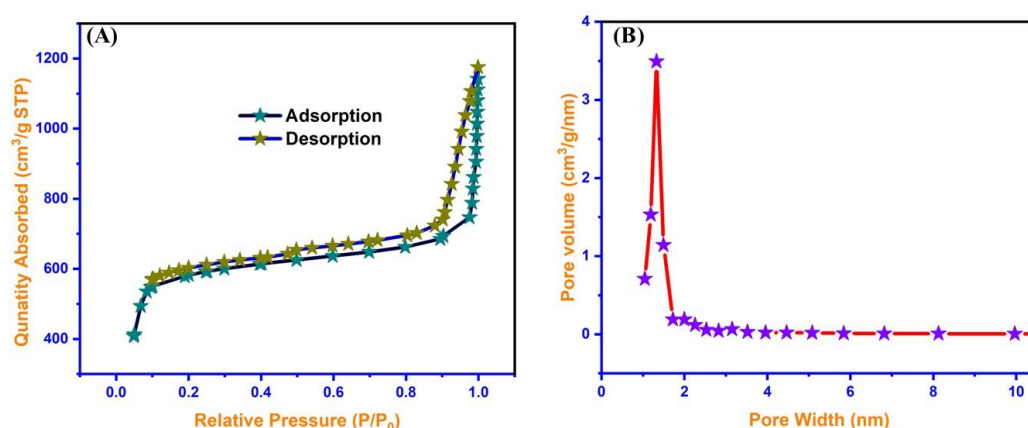 (A)
1200
1000
800
600
400
0.0 0.2 0.4 0.6 0.8 1.0
Qunatity Absorbed (cm³/g STP)
Relative Pressure (P/P₀)
Adsorption
Desorption
(B)
4
3
2
1
0
0 2 4 6 8 10
Pore volume (cm³/g/nm)
Pore Width (nm)